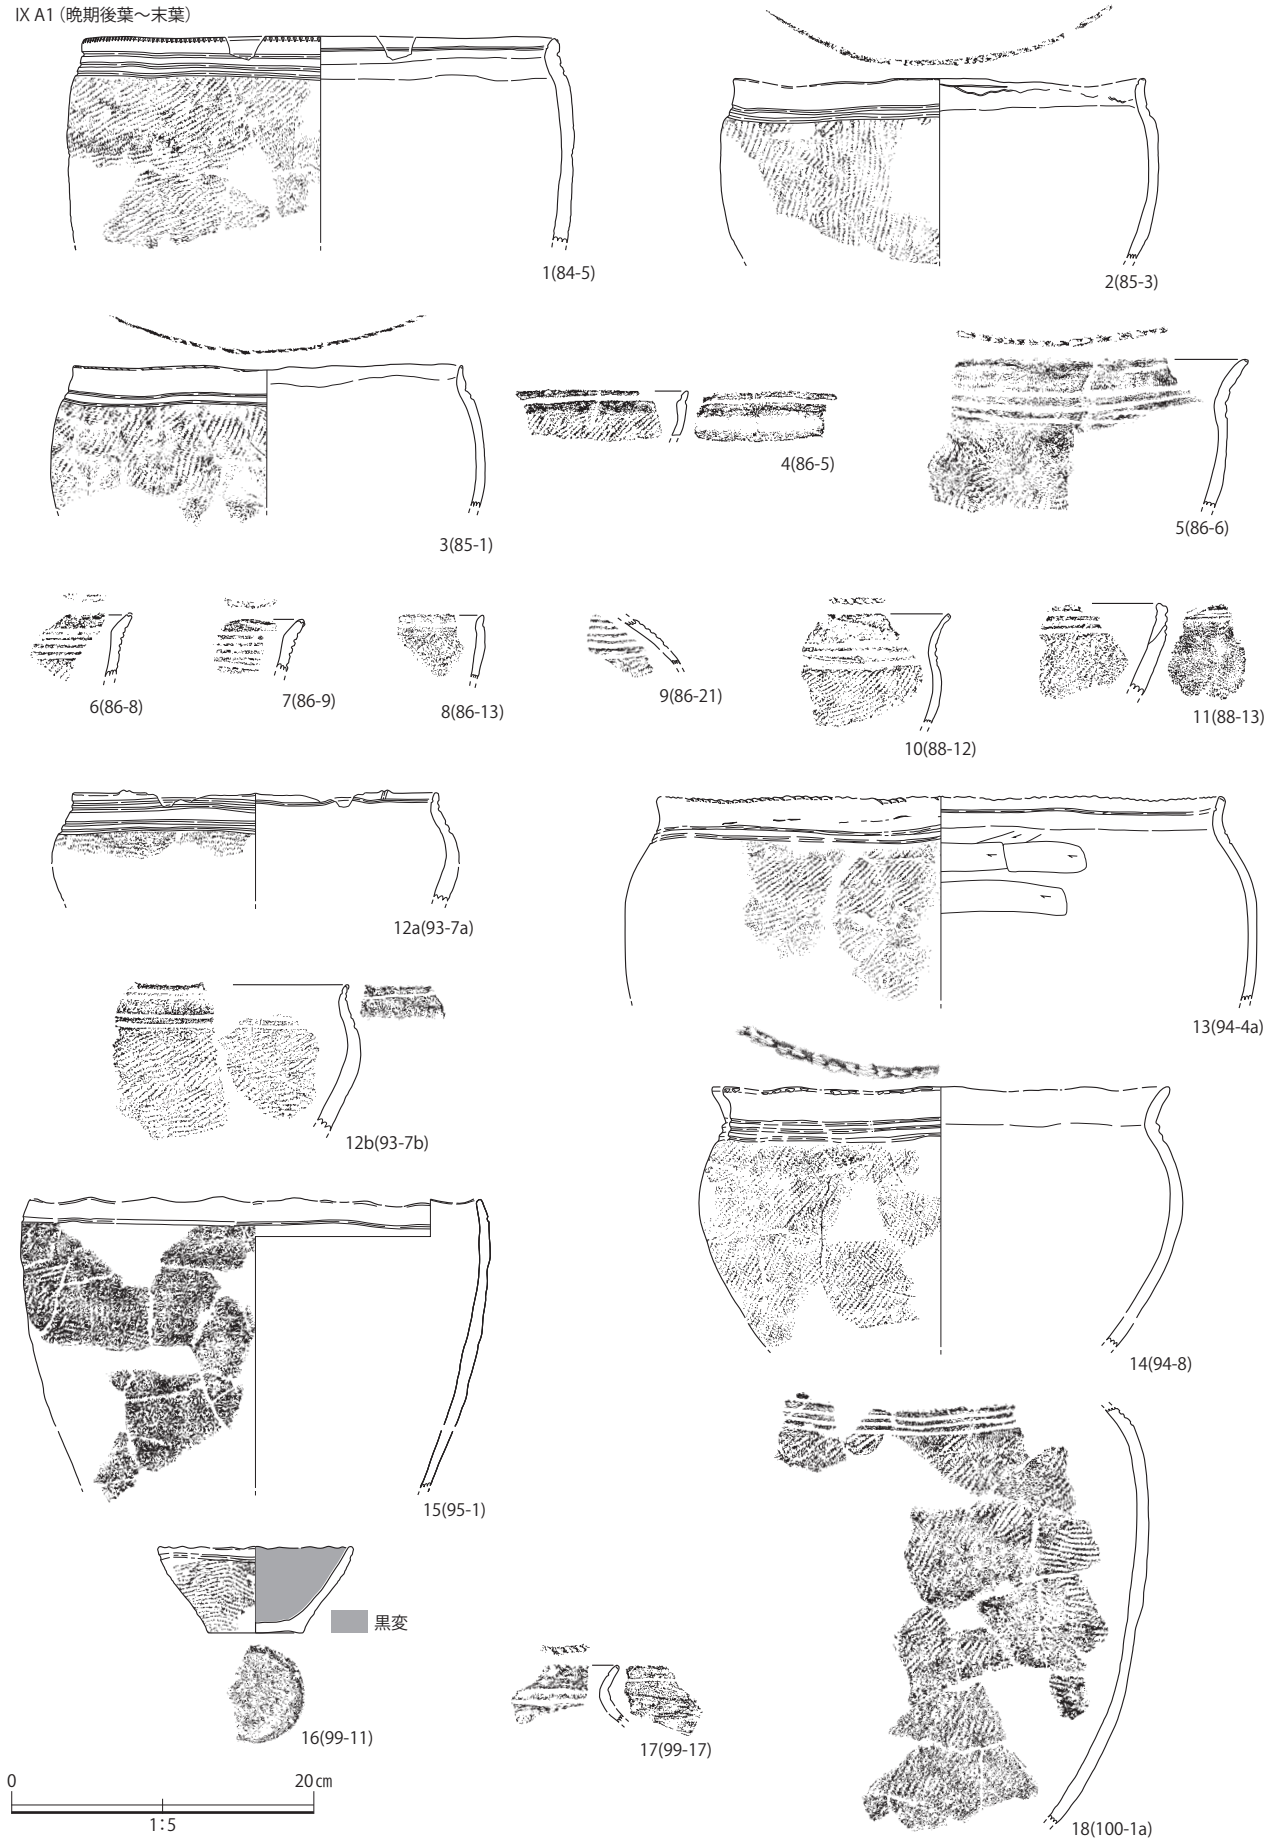 IX A1（晩期後葉～末葉）
1(84-5)
2(85-3)
3(85-1)
4(86-5)
5(86-6)
6(86-8)
7(86-9)
8(86-13)
9(86-21)
10(88-12)
11(88-13)
12a(93-7a)
13(94-4a)
12b(93-7b)
14(94-8)
15(95-1)
黒変
16(99-11)
17(99-17)
18(100-1a)
0 20㎝
1:5